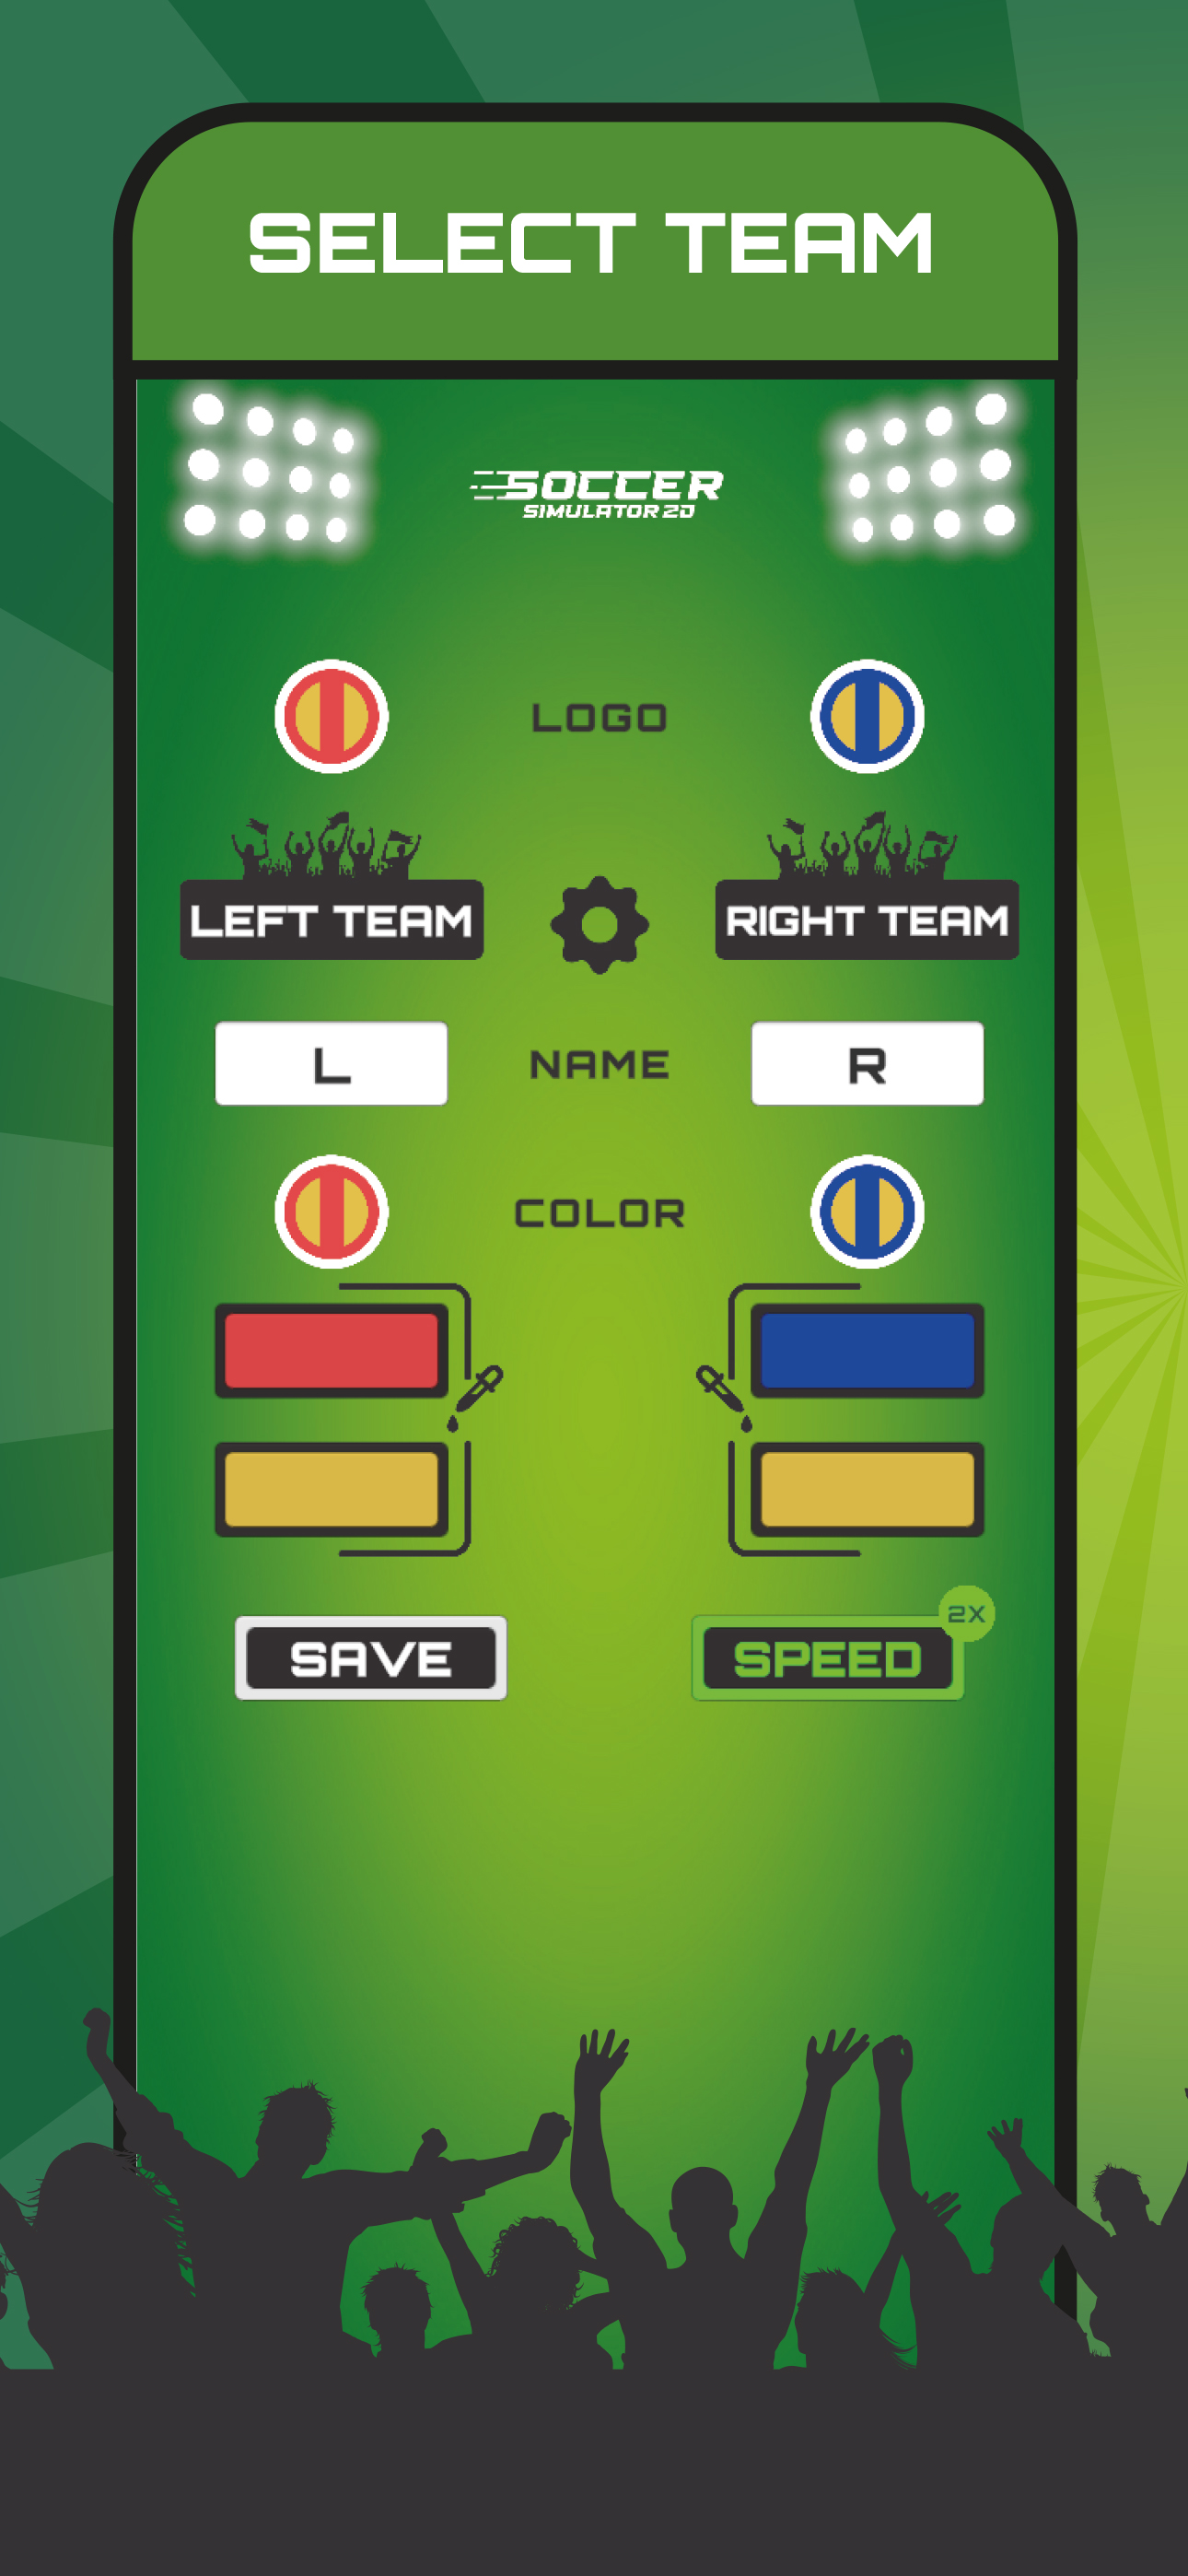 SELECT TEAM
SOCCER
SIMULATOR 2D
LOGO
LEFT TEAM
RIGHT TEAM
L
NAME
R
COLOR
2X
SAVE
SPEED